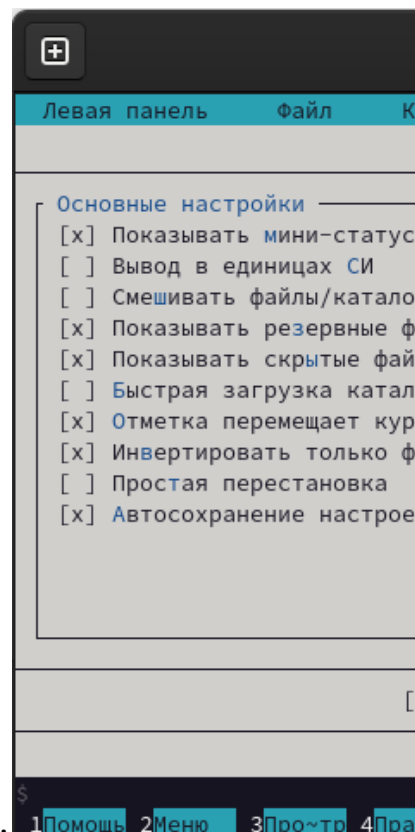 Левая панель Файл К
Основные настройки
[x] Показывать мини-статус
[ ] Вывод в единицах СИ
[ ] Смешивать файлы/катало
[x] Показывать резервные ф
[x] Показывать скрытые фай
[ ] Быстрая загрузка катал
[x] Отметка перемещает кур
[x] Инвертировать только ф
[ ] Простая перестановка
[x] Автосохранение настрое
[
$
1Помощь 2Меню 3Про~тр 4Пра